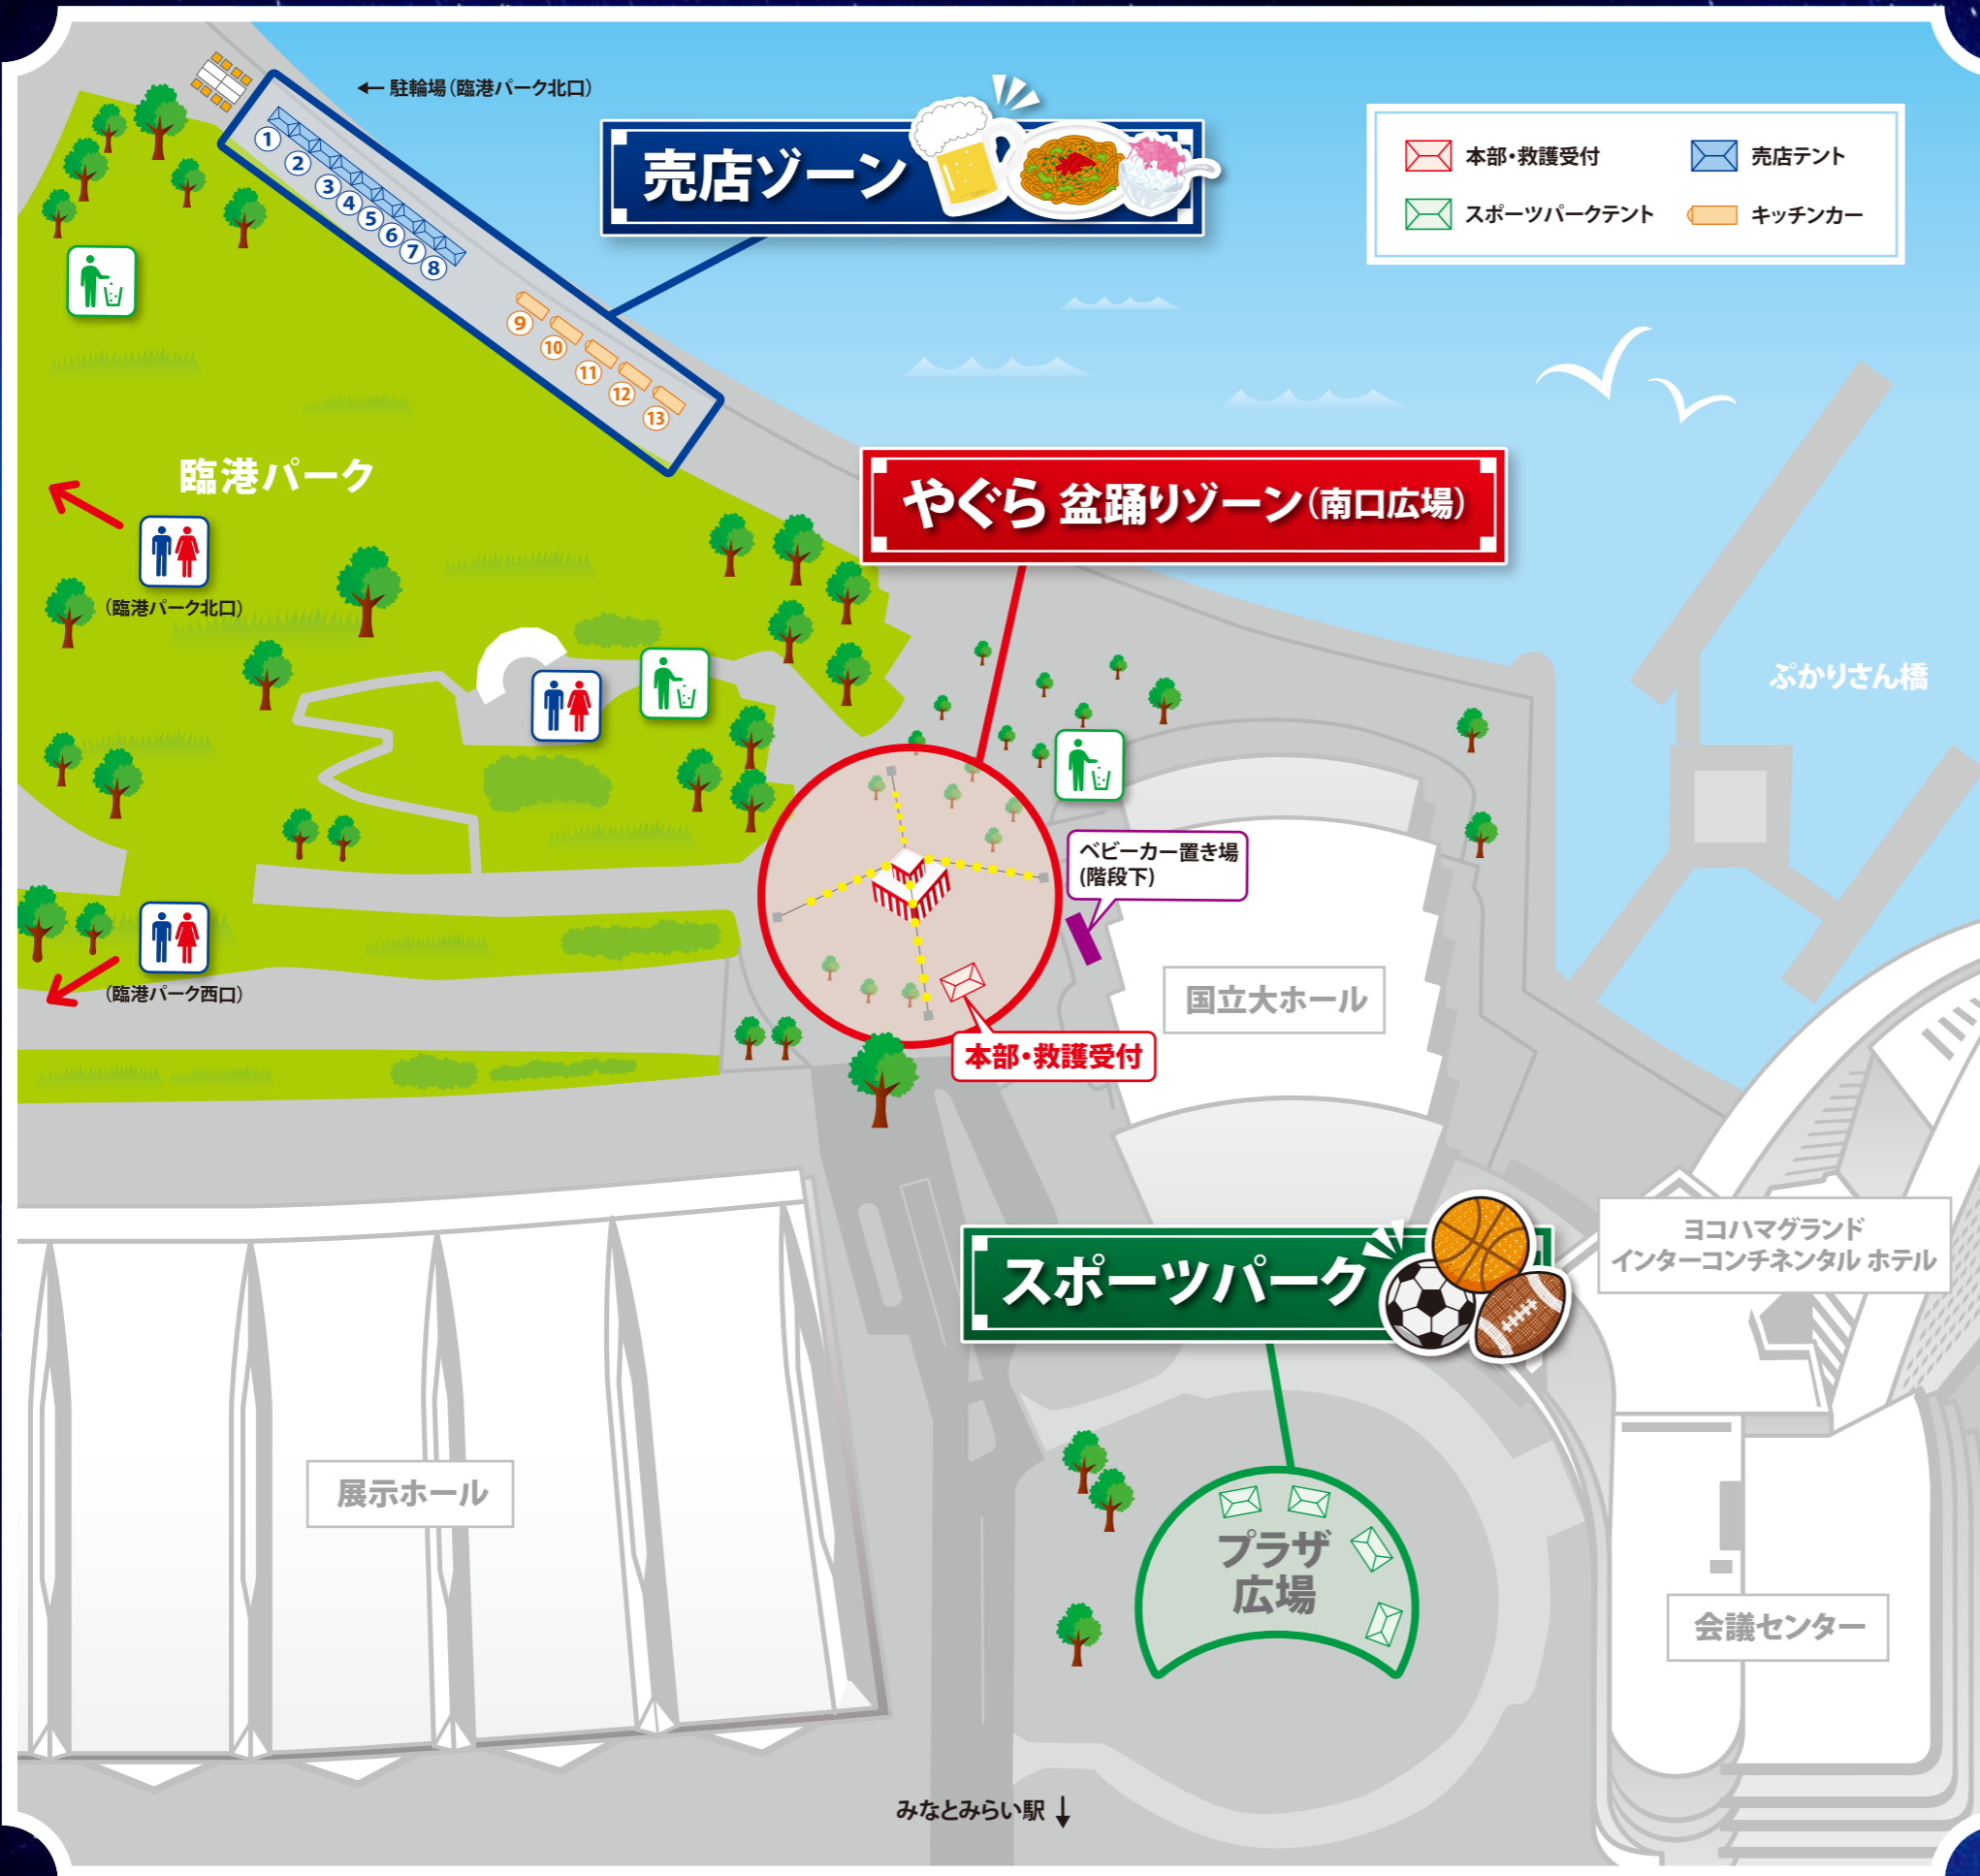 ← 駐輪場（臨港パーク北口）
売店ゾーン
本部・救護受付
売店テント
スポーツパークテント
キッチンカー
①
②
③
④
⑤
⑥
⑦
⑧
⑨
⑩
⑪
⑫
⑬
臨港パーク
やぐら 盆踊りゾーン（南口広場）
（臨港パーク北口）
ぷかりさん橋
ベビーカー置き場
(階段下)
（臨港パーク西口）
国立大ホール
本部・救護受付
スポーツパーク
ヨコハマグランド
インターコンチネンタル ホテル
展示ホール
プラザ
広場
会議センター
みなとみらい駅 ↓